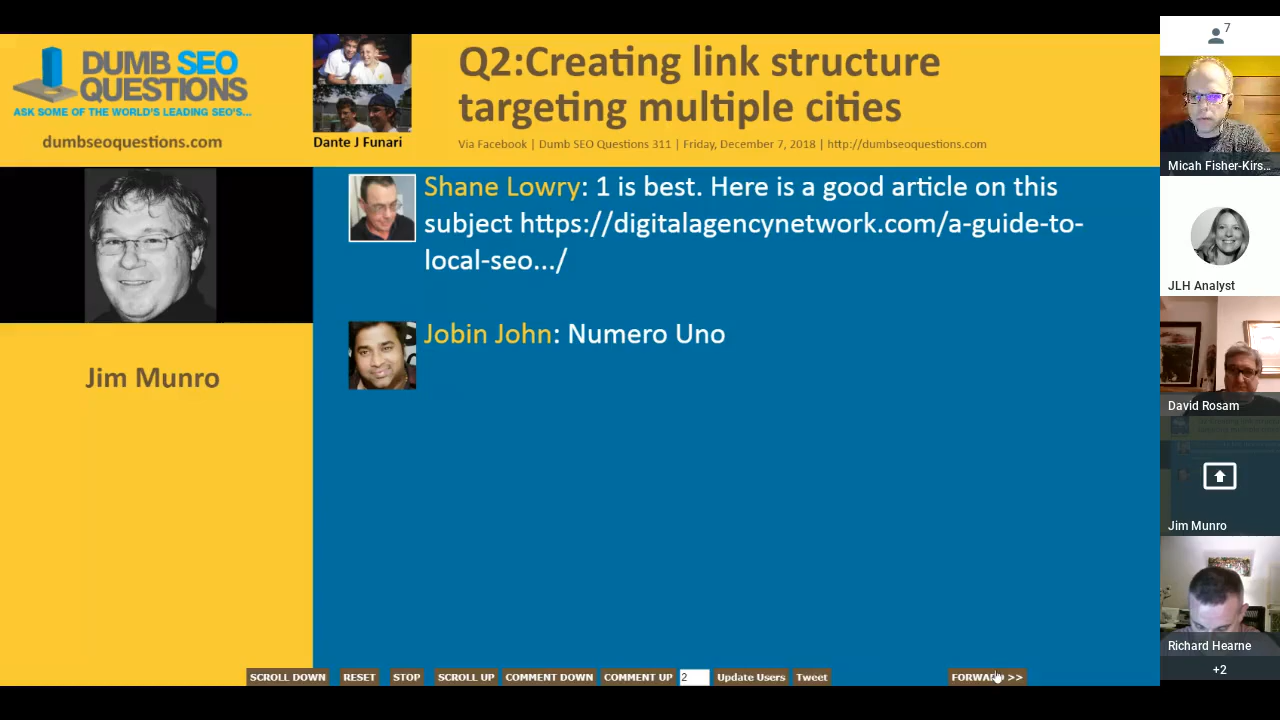 DUMB SEO
QUESTIONS
ASK SOME OF THE WORLD'S LEADING SEO'S...
dumbseoquestions.com
Dante J Funari
Q2:Creating link structure
targeting multiple cities
Via Facebook | Dumb SEO Questions 311 | Friday, December 7, 2018 | http://dumbseoquestions.com
Jim Munro
Shane Lowry: 1 is best. Here is a good article on this
subject https://digitalagencynetwork.com/a-guide-to-
local-seo.../
Jobin John: Numero Uno
SCROLL DOWN RESET STOP SCROLL UP COMMENT DOWN COMMENT UP 2 Update Users Tweet FORWARD >>
7
Micah Fisher-Kirs...
JLH Analyst
David Rosam
Jim Munro
Richard Hearne
+2